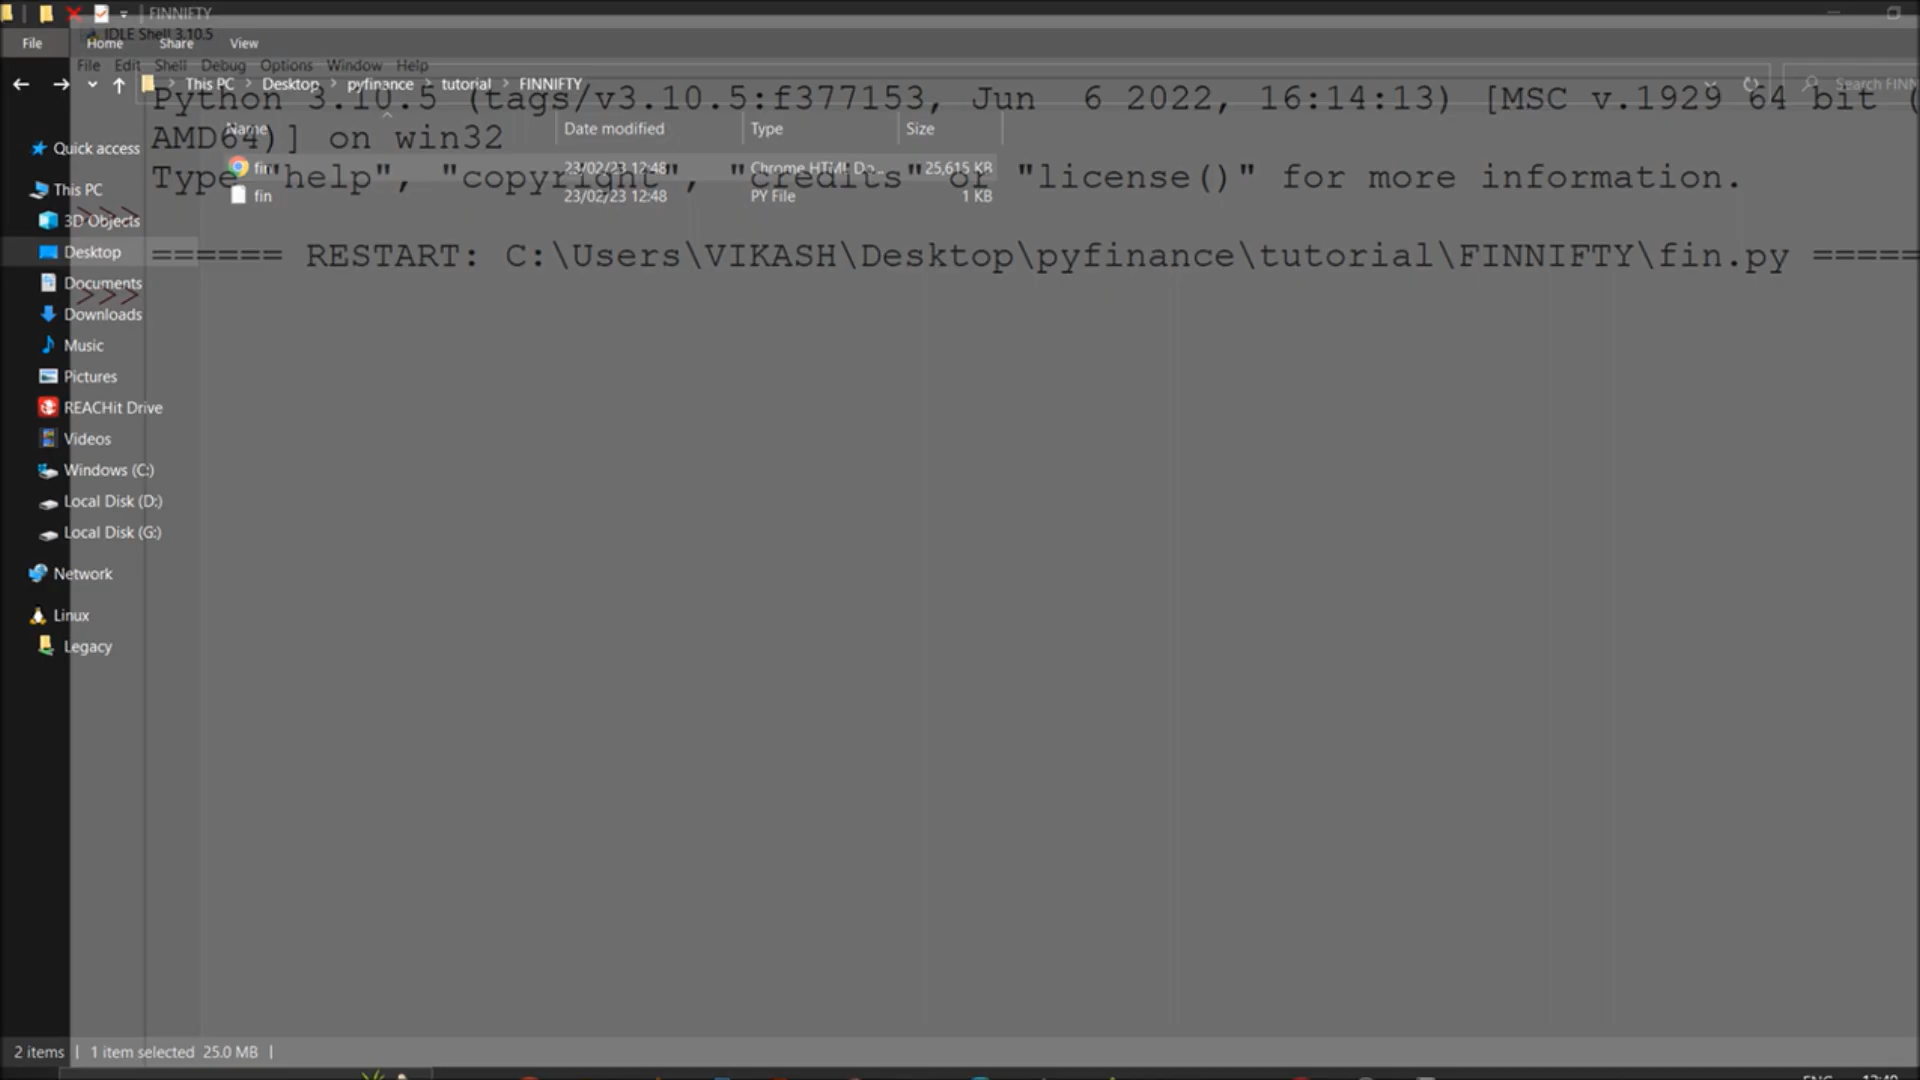 FINNIFTY
IDLE Shell 3.10.5
File Home Share View
File Edit Shell Debug Options Window Help
This PC > Desktop > pyfinance > tutorial > FINNIFTY
Search FINN
Python 3.10.5 (tags/v3.10.5:f377153, Jun 6 2022, 16:14:13) [MSC v.1929 64 bit (
AMD64)] on win32
Type "help", "copyright", "credits" or "license()" for more information.
>>>
====== RESTART: C:\Users\VIKASH\Desktop\pyfinance\tutorial\FINNIFTY\fin.py =====
>>>
Name Date modified Type Size
fin 23/02/23 12:48 Chrome HTML Do... 25,615 KB
fin 23/02/23 12:48 PY File 1 KB
Quick access
This PC
3D Objects
Desktop
Documents
Downloads
Music
Pictures
REACHit Drive
Videos
Windows (C:)
Local Disk (D:)
Local Disk (G:)
Network
Linux
Legacy
2 items | 1 item selected 25.0 MB |